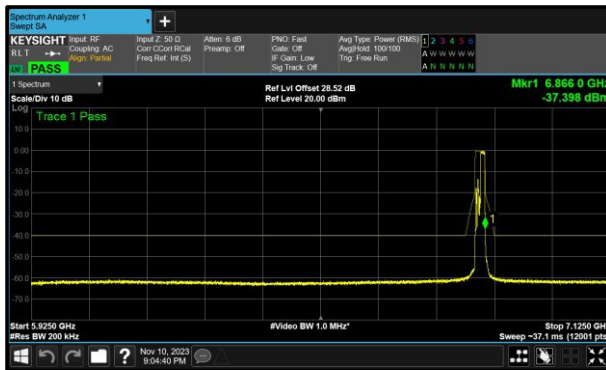 Spectrum Analyzer 1
Swept SA
KEYSIGHT
RLT
PASS
Input: RF
Coupling: AC
Align: Partial
Input Z: 50 Ω
Corr CCorr RCal
Freq Ref: Int (S)
Atten: 6 dB
Preamp: Off
PNO: Fast
Gate: Off
IF Gain: Low
Sig Track: Off
Avg Type: Power (RMS)
Avg|Hold: 100/100
Trig: Free Run
1 2 3 4 5 6
A W W W W W
A N N N N N
1 Spectrum
Scale/Div 10 dB
Ref Lvl Offset 28.52 dB
Ref Level 20.00 dBm
Mkr1 6.866 0 GHz
-37.398 dBm
Log
Trace 1 Pass
10.0
0.00
-10.0
-20.0
-30.0
-40.0
-50.0
-60.0
-70.0
1
Start 5.9250 GHz
#Res BW 200 kHz
#Video BW 1.0 MHz*
Stop 7.1250 GHz
Sweep ~37.1 ms (12001 pts)
Nov 10, 2023
9:04:40 PM